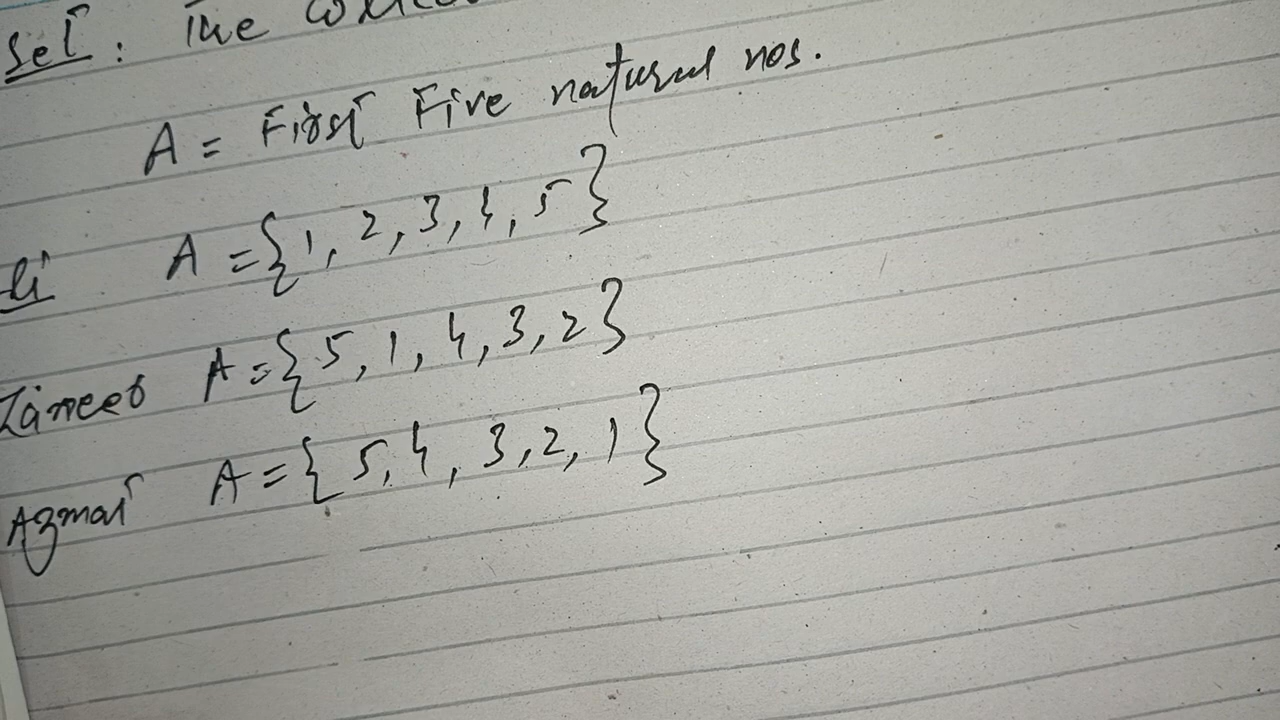 Set: The
A = First Five natural nos.
A = {1, 2, 3, 4, 5}
A = {5, 1, 4, 3, 2}
Azmat A = {5, 4, 3, 2, 1}